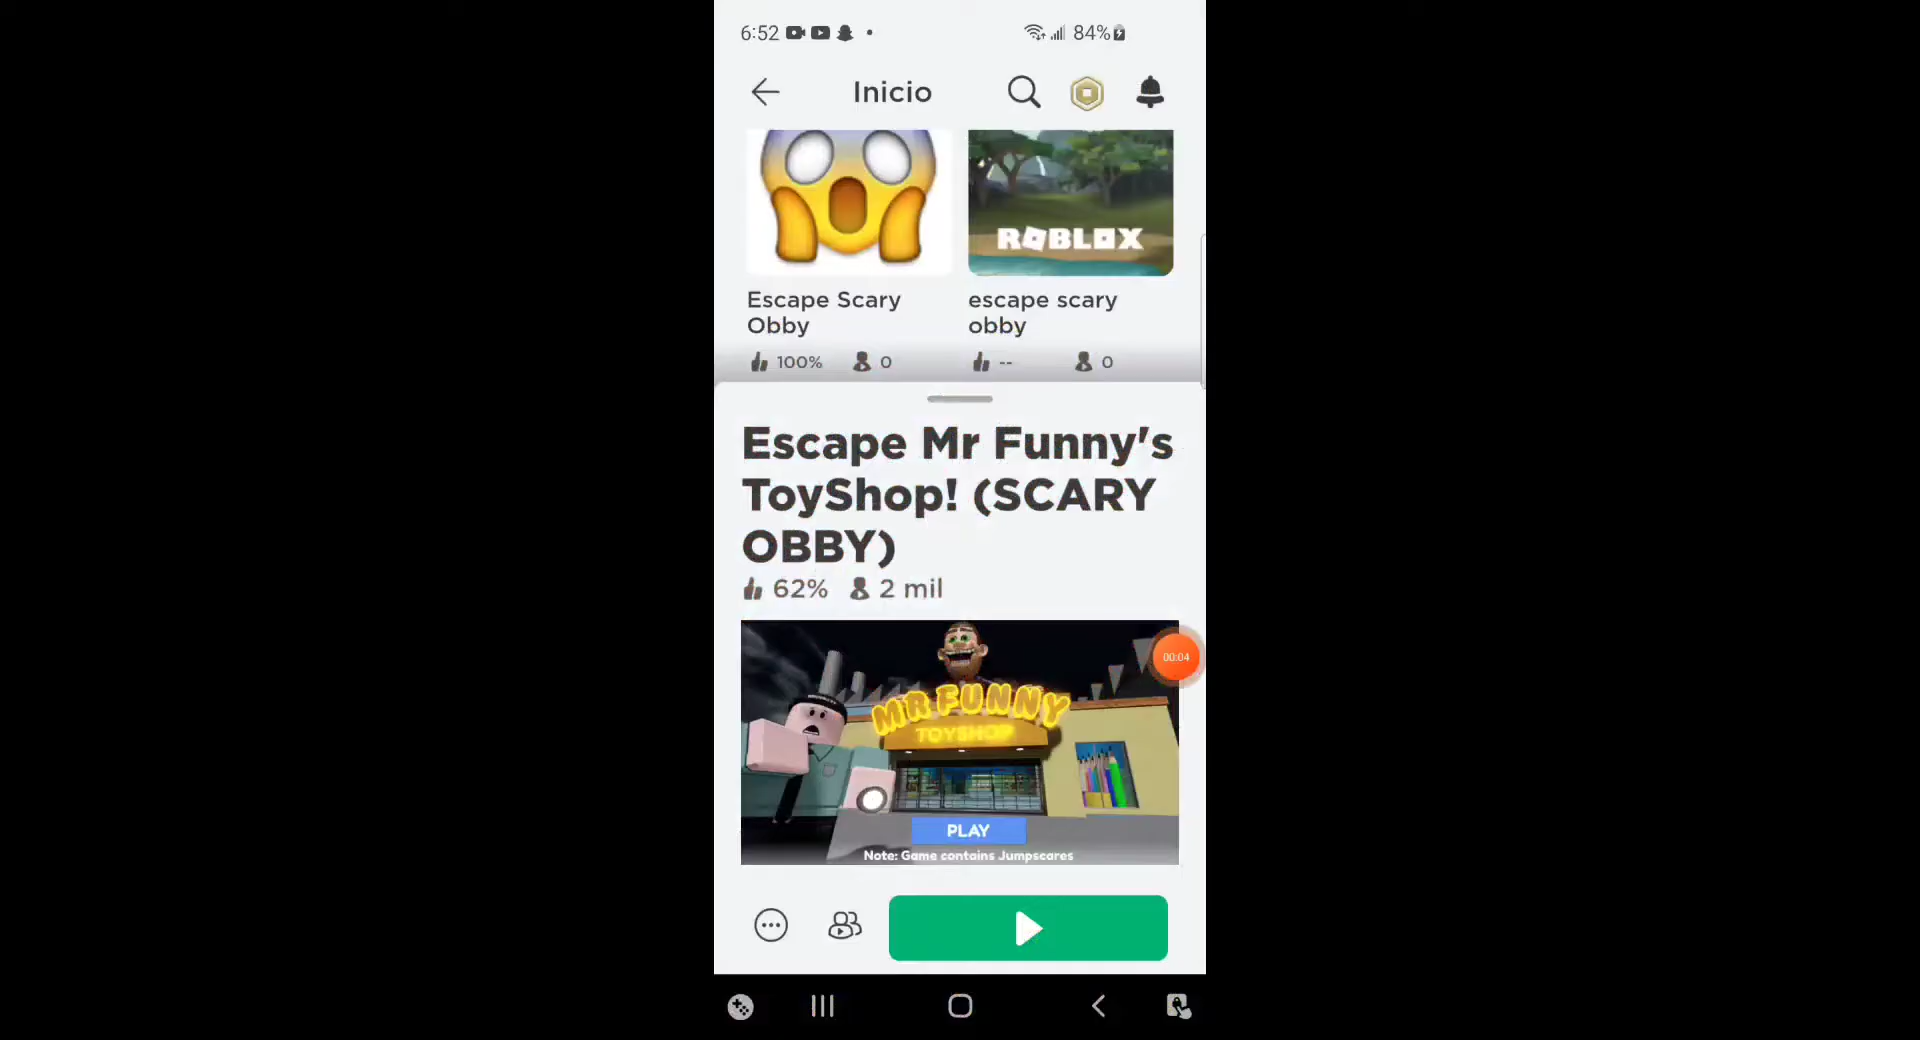 6:52
84%
Inicio
ROBLOX
Escape Scary
Obby
escape scary
obby
100%
0
--
0
Escape Mr Funny's
ToyShop! (SCARY
OBBY)
62%
2 mil
MR FUNNY
TOYSHOP
00:04
PLAY
Note: Game contains Jumpscares